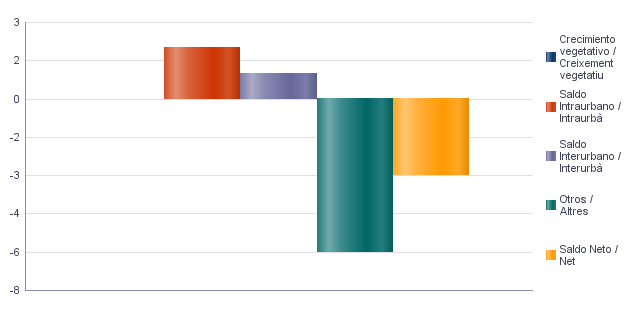 3
2
0
-2
-3
-4
-6
-8
Crecimiento
vegetativo /
Creixement
vegetatiu
Saldo
Intraurbano /
Intraurbà
Saldo
Interurbano /
Interurbà
Otros /
Altres
Saldo Neto /
Net